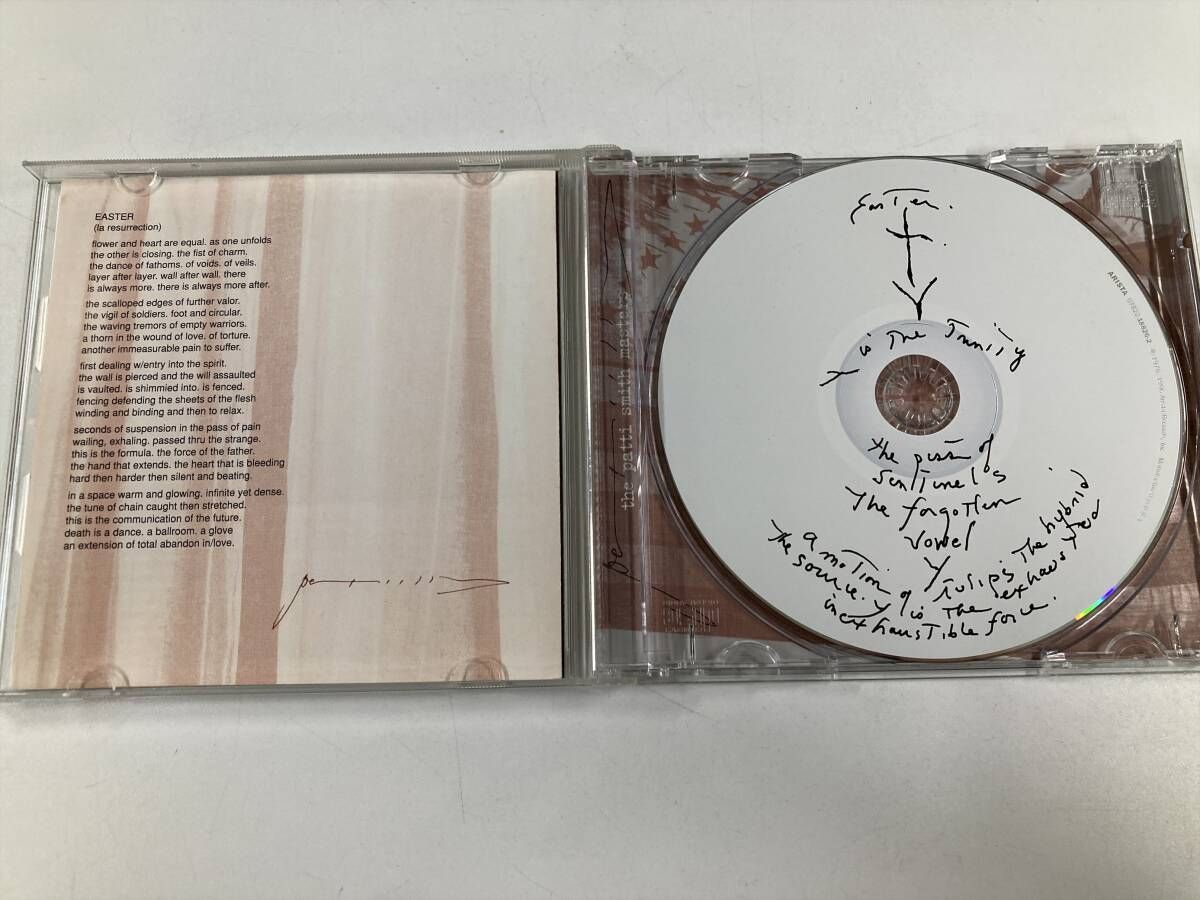 EASTER
(la resurrection)
flower and heart are equal. as one unfolds
the other is closing. the fist of charm.
the dance of fathoms. of voids. of veils.
layer after layer. wall after wall. there
is always more. there is always more after.
the scalloped edges of further valor.
the vigil of soldiers. foot and circular.
the waving tremors of empty warriors.
a thorn in the wound of love. of torture.
another immeasurable pain to suffer.
first dealing w/entry into the spirit.
the wall is pierced and the will assaulted
is vaulted. is shimmied into. is fenced.
fencing defending the sheets of the flesh
winding and binding and then to relax.
seconds of suspension in the pass of pain
wailing, exhaling. passed thru the strange.
this is the formula. the force of the father.
the hand that extends. the heart that is bleeding
hard then harder then silent and beating.
in a space warm and glowing. infinite yet dense.
the tune of chain caught then stretched.
this is the communication of the future.
death is a dance. a ballroom. a glove
an extension of total abandon in/love.
the patti smith masters
Easter.
Y
is the Trinity
the piss of
sentinels
the forgotten
vowel
Y
a motion of tulips the hybrid
the source. y is the exhausted
inexhaustible force.
ARISTA
18826-2